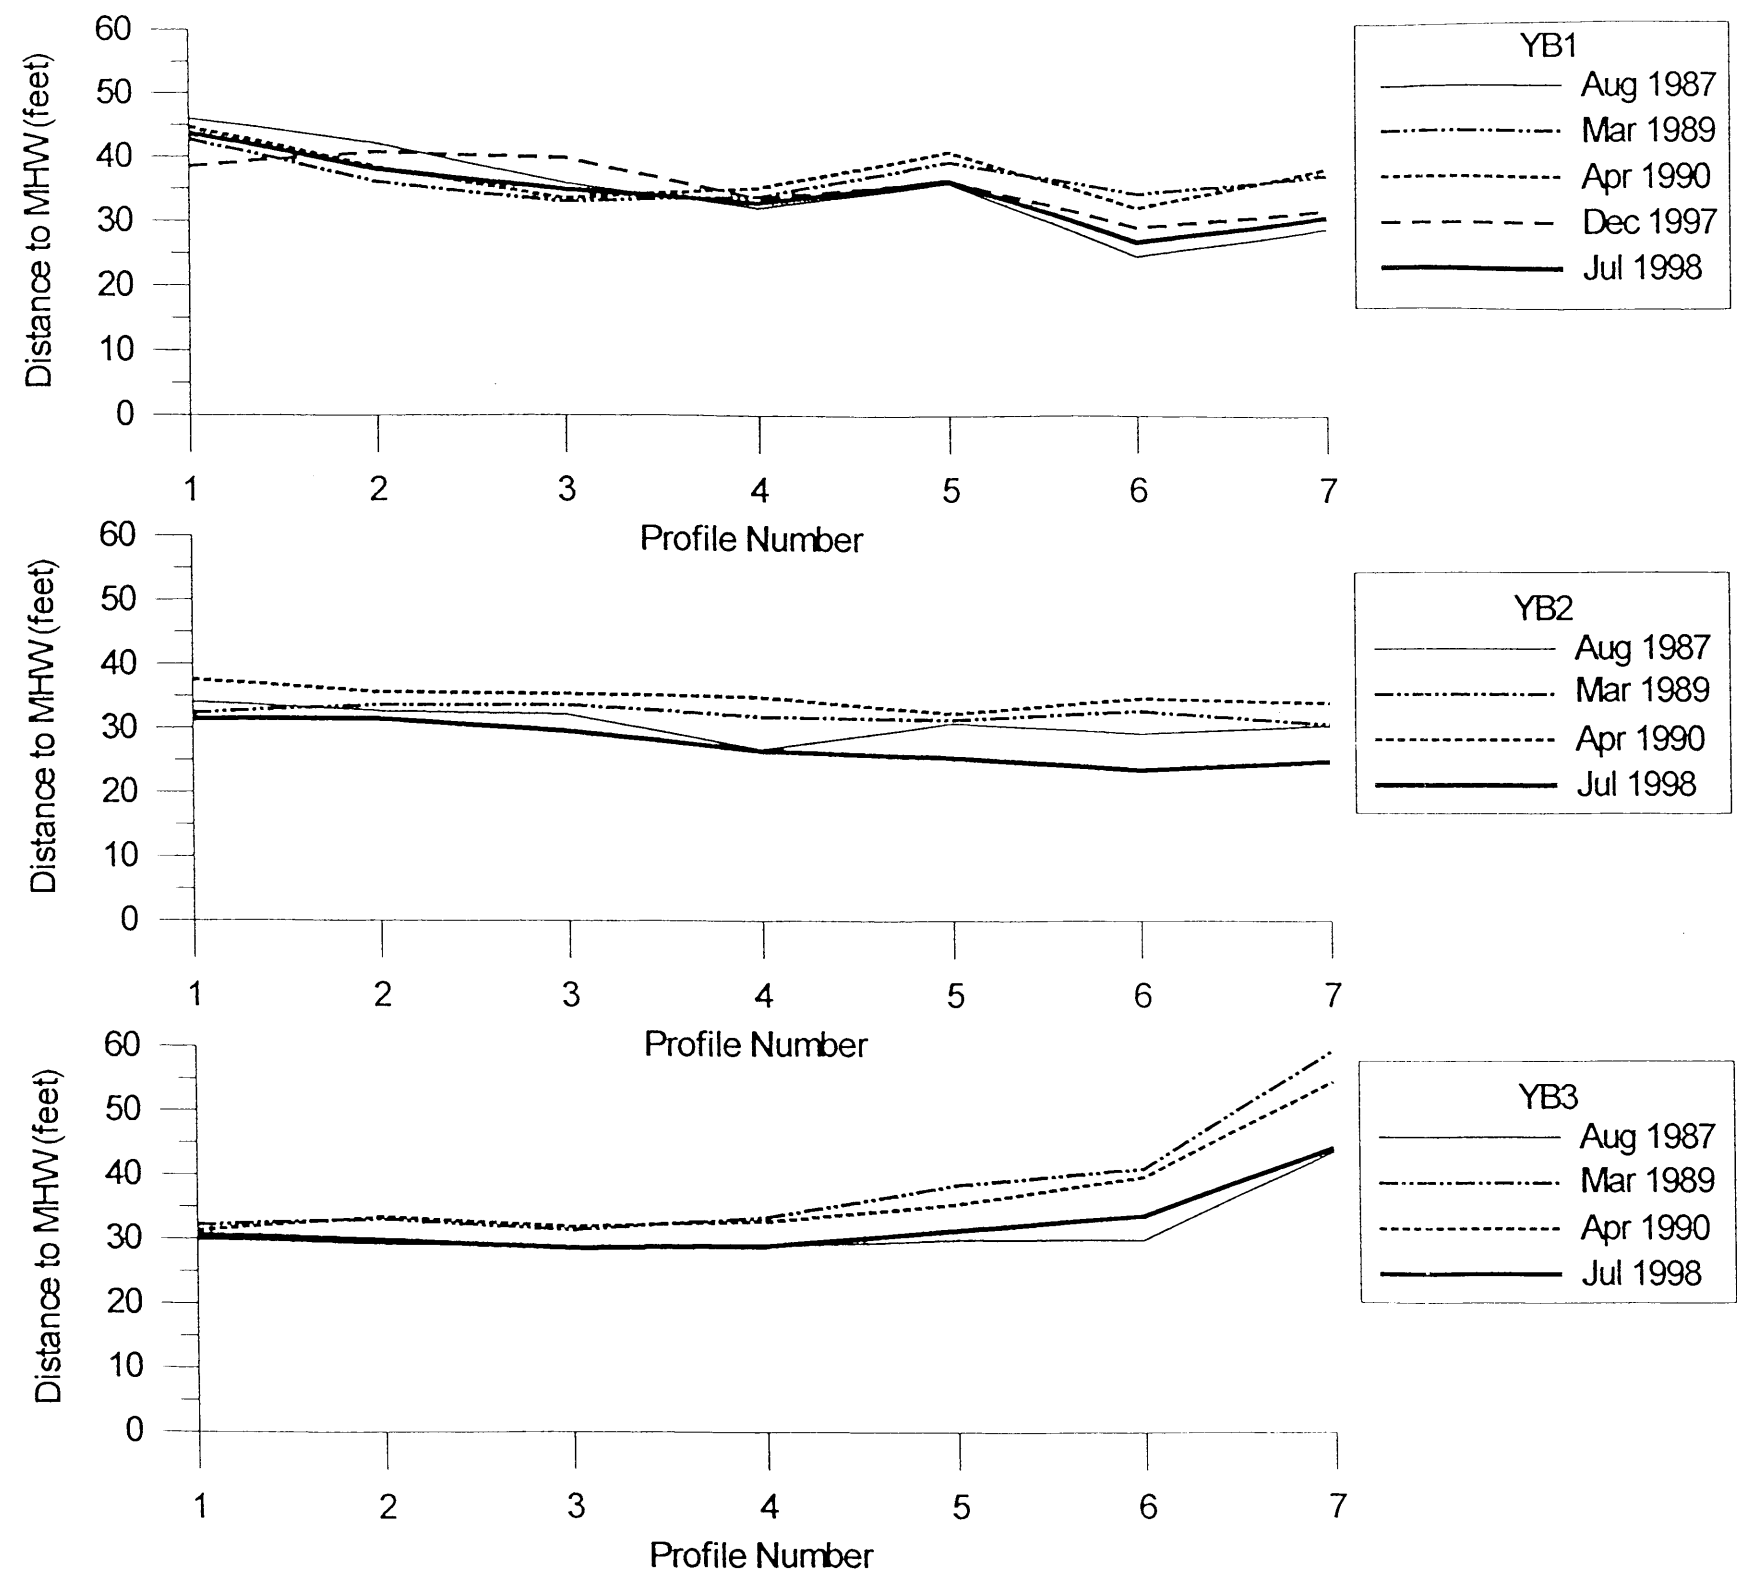 60
50
40
30
20
10
0
Distance to MHW (feet)
1 2 3 4 5 6 7
Profile Number
YB1
Aug 1987
Mar 1989
Apr 1990
Dec 1997
Jul 1998
60
50
40
30
20
10
0
Distance to MHW (feet)
1 2 3 4 5 6 7
Profile Number
YB2
Aug 1987
Mar 1989
Apr 1990
Jul 1998
60
50
40
30
20
10
0
Distance to MHW (feet)
1 2 3 4 5 6 7
Profile Number
YB3
Aug 1987
Mar 1989
Apr 1990
Jul 1998